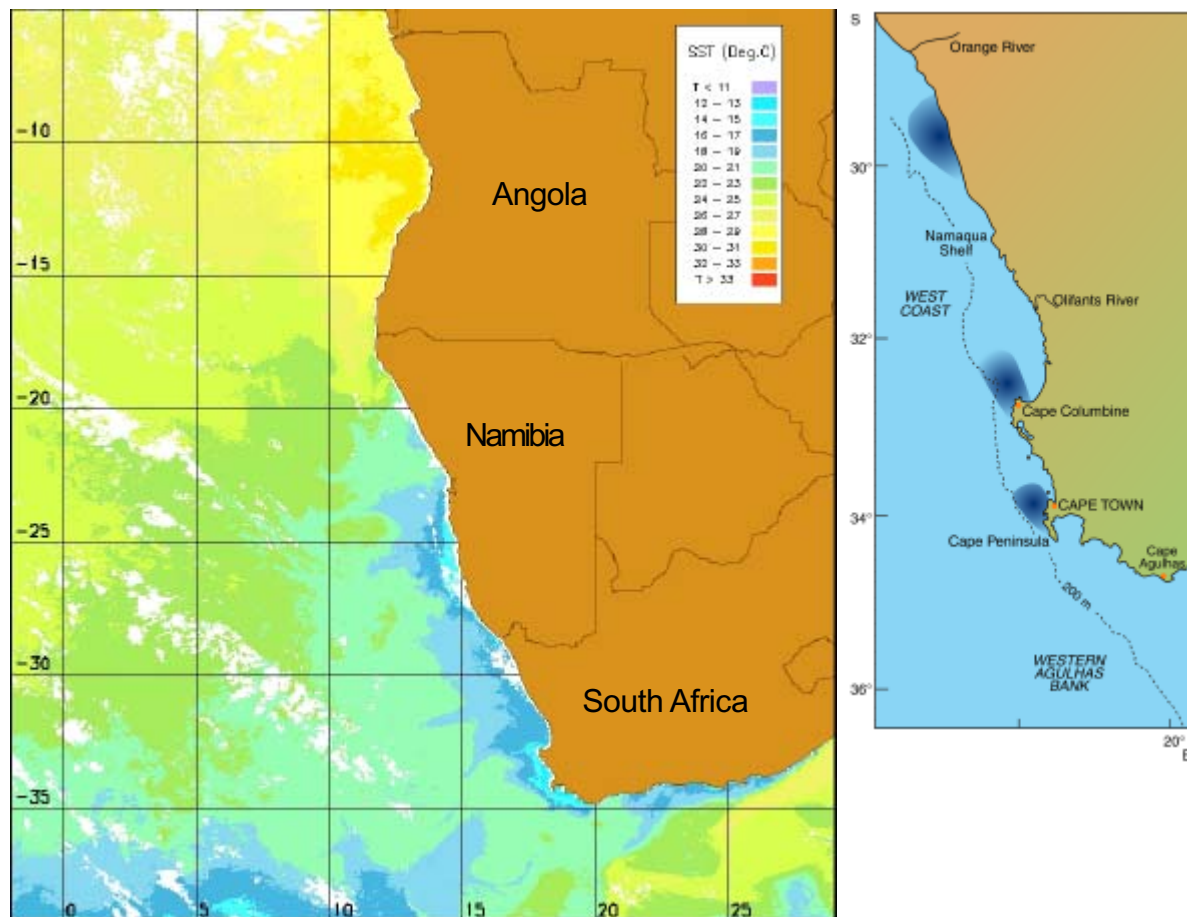 SST (Deg.C)
T < 11
12 – 13
14 – 15
16 – 17
18 – 19
20 – 21
22 – 23
24 – 25
26 – 27
28 – 29
30 – 31
32 – 33
T > 33
-10
-15
-20
-25
-30
-35
0
5
10
15
20
25
Angola
Namibia
South Africa
S
Orange River
30°
Namaqua
Shelf
WEST
COAST
Olifants River
32°
Cape Columbine
34°
CAPE TOWN
Cape Peninsula
Cape
Agulhas
200 m
WESTERN
AGULHAS
BANK
36°
20°
E